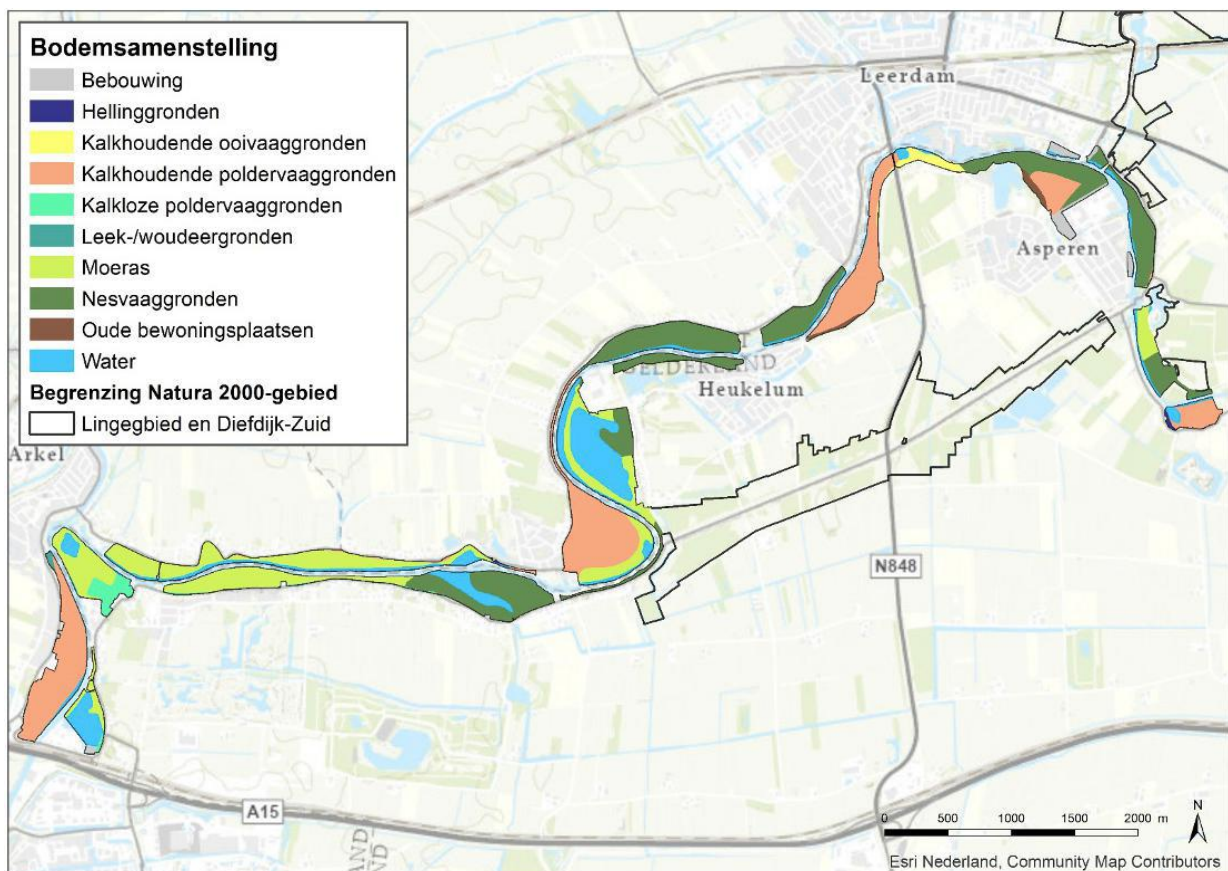 Bodemsamenstelling
Bebouwing
Hellinggronden
Kalkhoudende ooivaaggronden
Kalkhoudende poldervaaggronden
Kalkloze poldervaaggronden
Leek-/woudeergronden
Moeras
Nesvaaggronden
Oude bewoningsplaatsen
Water
Begrenzing Natura 2000-gebied
Lingegbied en Diefdijk-Zuid
Leerdam
Asperen
GELDERLAND
Heukelum
Arkel
N848
A15
N
0 500 1000 1500 2000 m
Esri Nederland, Community Map Contributors